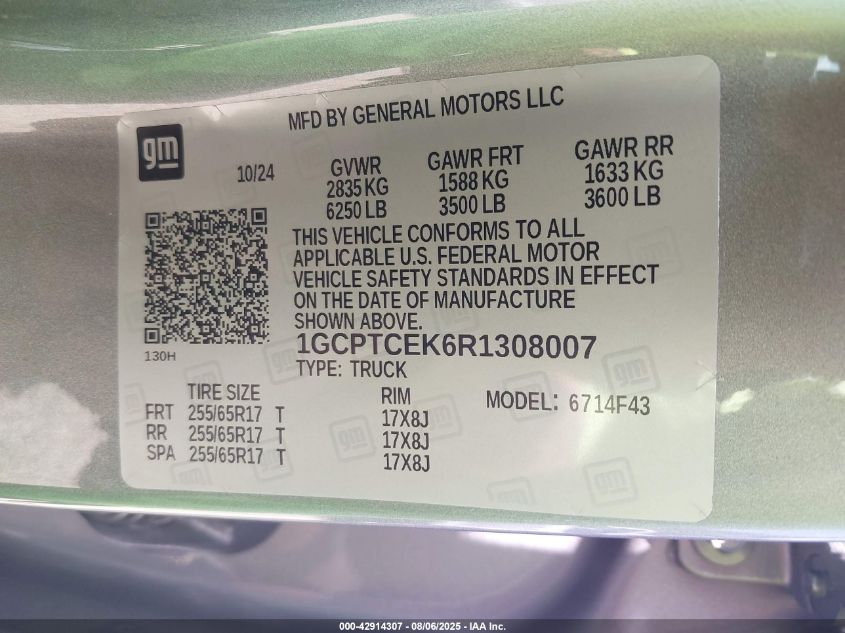 MFD BY GENERAL MOTORS LLC
gm
10/24
GVWR
2835 KG
6250 LB
GAWR FRT
1588 KG
3500 LB
GAWR RR
1633 KG
3600 LB
THIS VEHICLE CONFORMS TO ALL
APPLICABLE U.S. FEDERAL MOTOR
VEHICLE SAFETY STANDARDS IN EFFECT
ON THE DATE OF MANUFACTURE
SHOWN ABOVE.
130H
1GCPTCEK6R1308007
TYPE: TRUCK
TIRE SIZE RIM MODEL: 6714F43
FRT 255/65R17 T 17X8J
RR 255/65R17 T 17X8J
SPA 255/65R17 T 17X8J
000-42914307 - 08/06/2025 - IAA Inc.